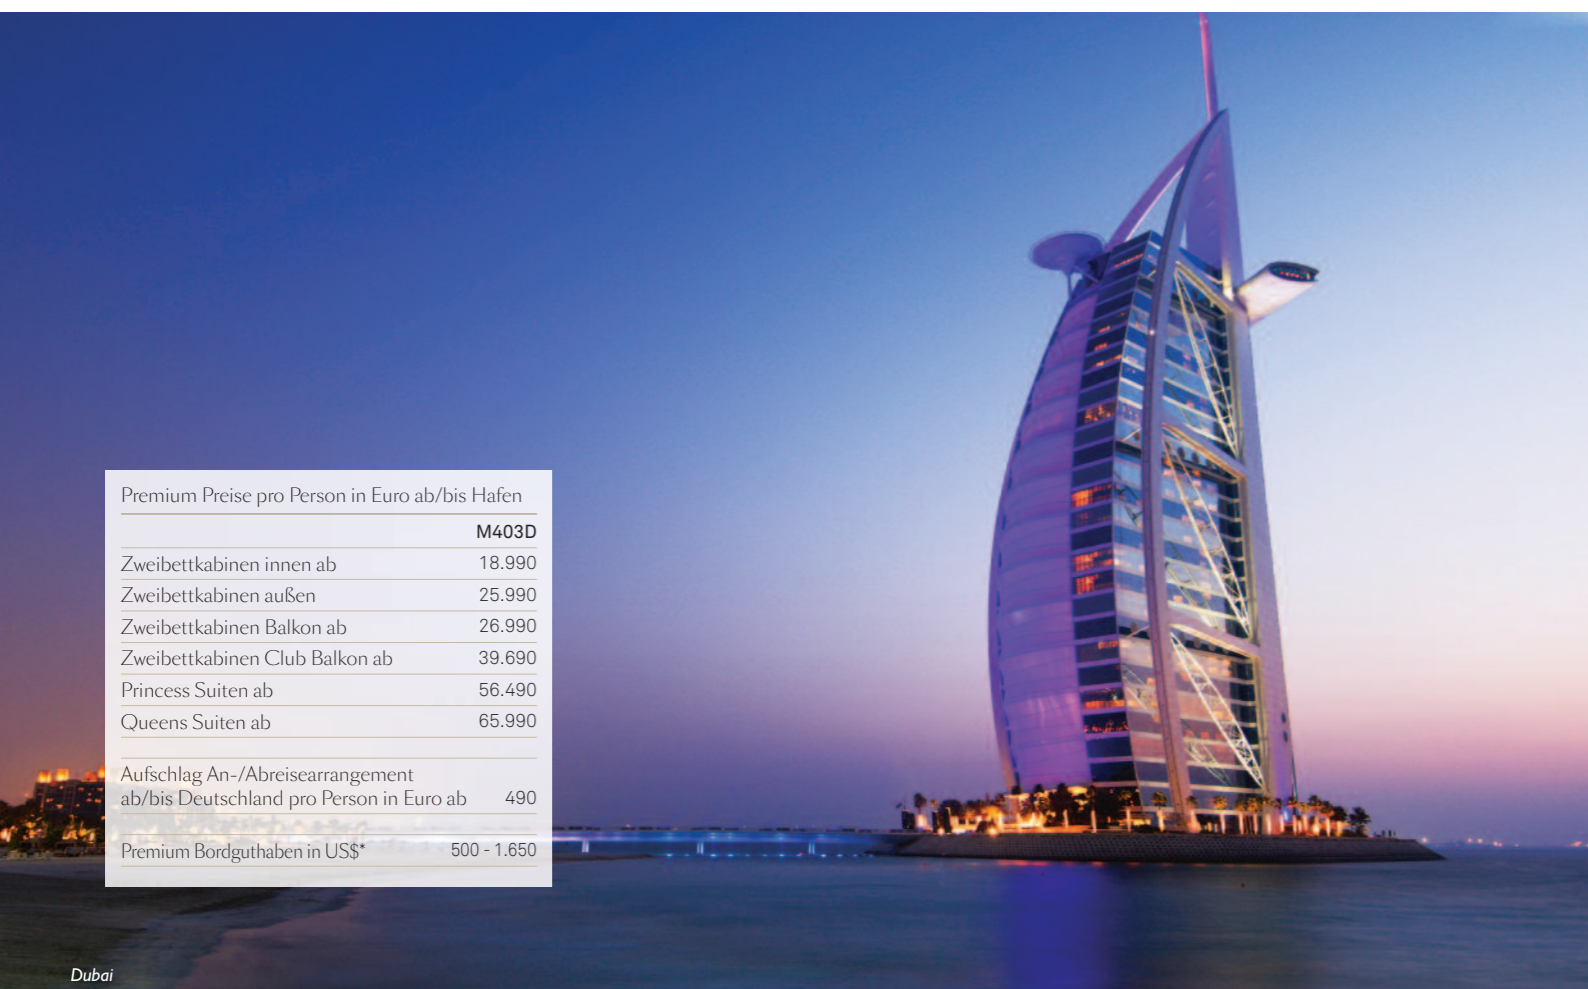 Premium Preise pro Person in Euro ab/bis Hafen
M403D
Zweibettkabinen innen ab 18.990
Zweibettkabinen außen 25.990
Zweibettkabinen Balkon ab 26.990
Zweibettkabinen Club Balkon ab 39.690
Princess Suiten ab 56.490
Queens Suiten ab 65.990
Aufschlag An-/Abreisearrangement
ab/bis Deutschland pro Person in Euro ab 490
Premium Bordguthaben in US$* 500 - 1.650
Dubai